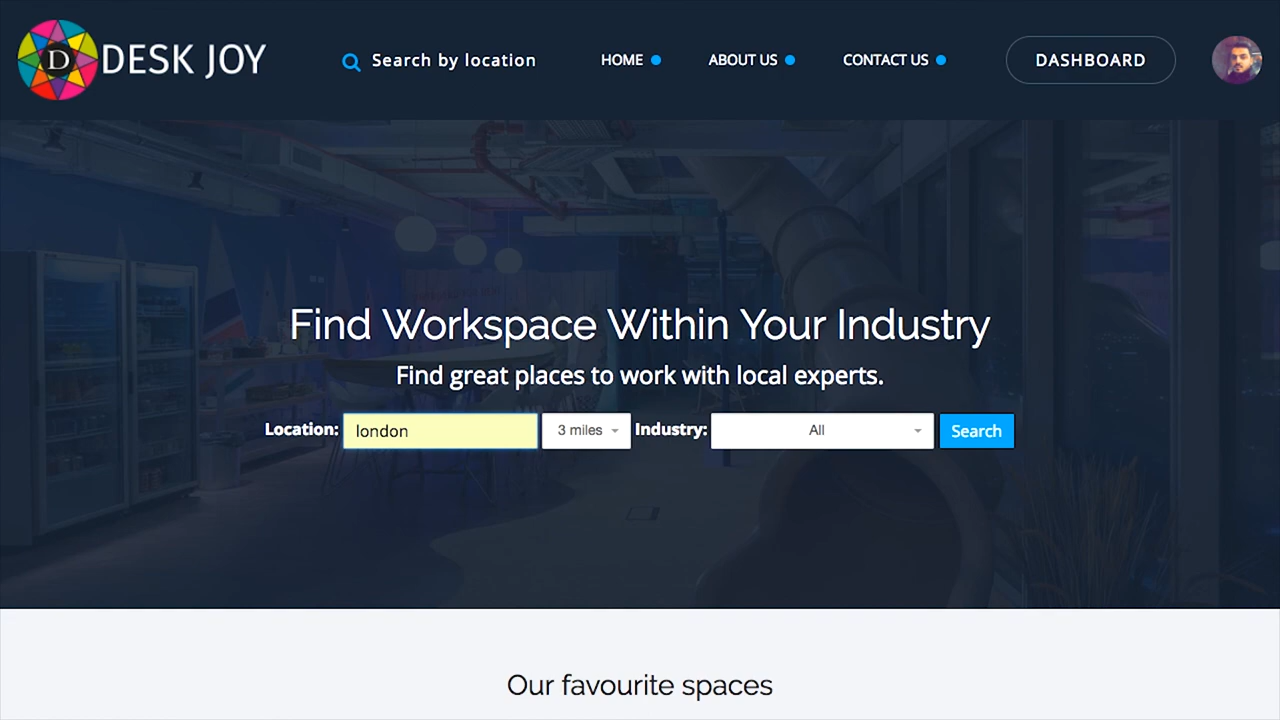 D DESK JOY
Search by location
HOME
ABOUT US
CONTACT US
DASHBOARD
Find Workspace Within Your Industry
Find great places to work with local experts.
Location: london 3 miles Industry: All Search
Our favourite spaces